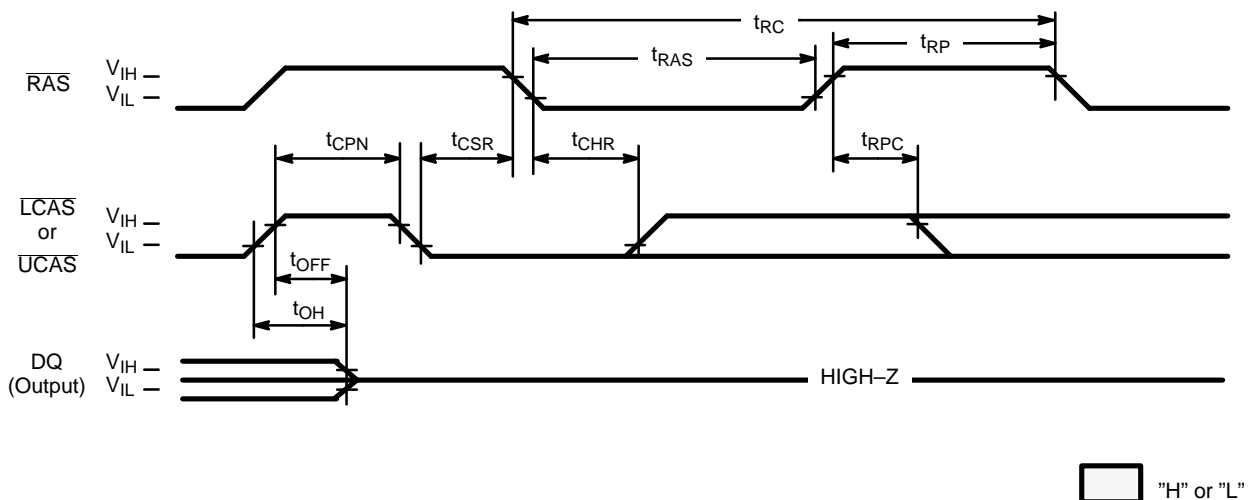 tRC
tRAS
tRP
RAS
VIH
VIL
tCPN
tCSR
tCHR
tRPC
LCAS
or
UCAS
VIH
VIL
tOFF
tOH
DQ
(Output)
VIH
VIL
HIGH–Z
”H” or ”L”